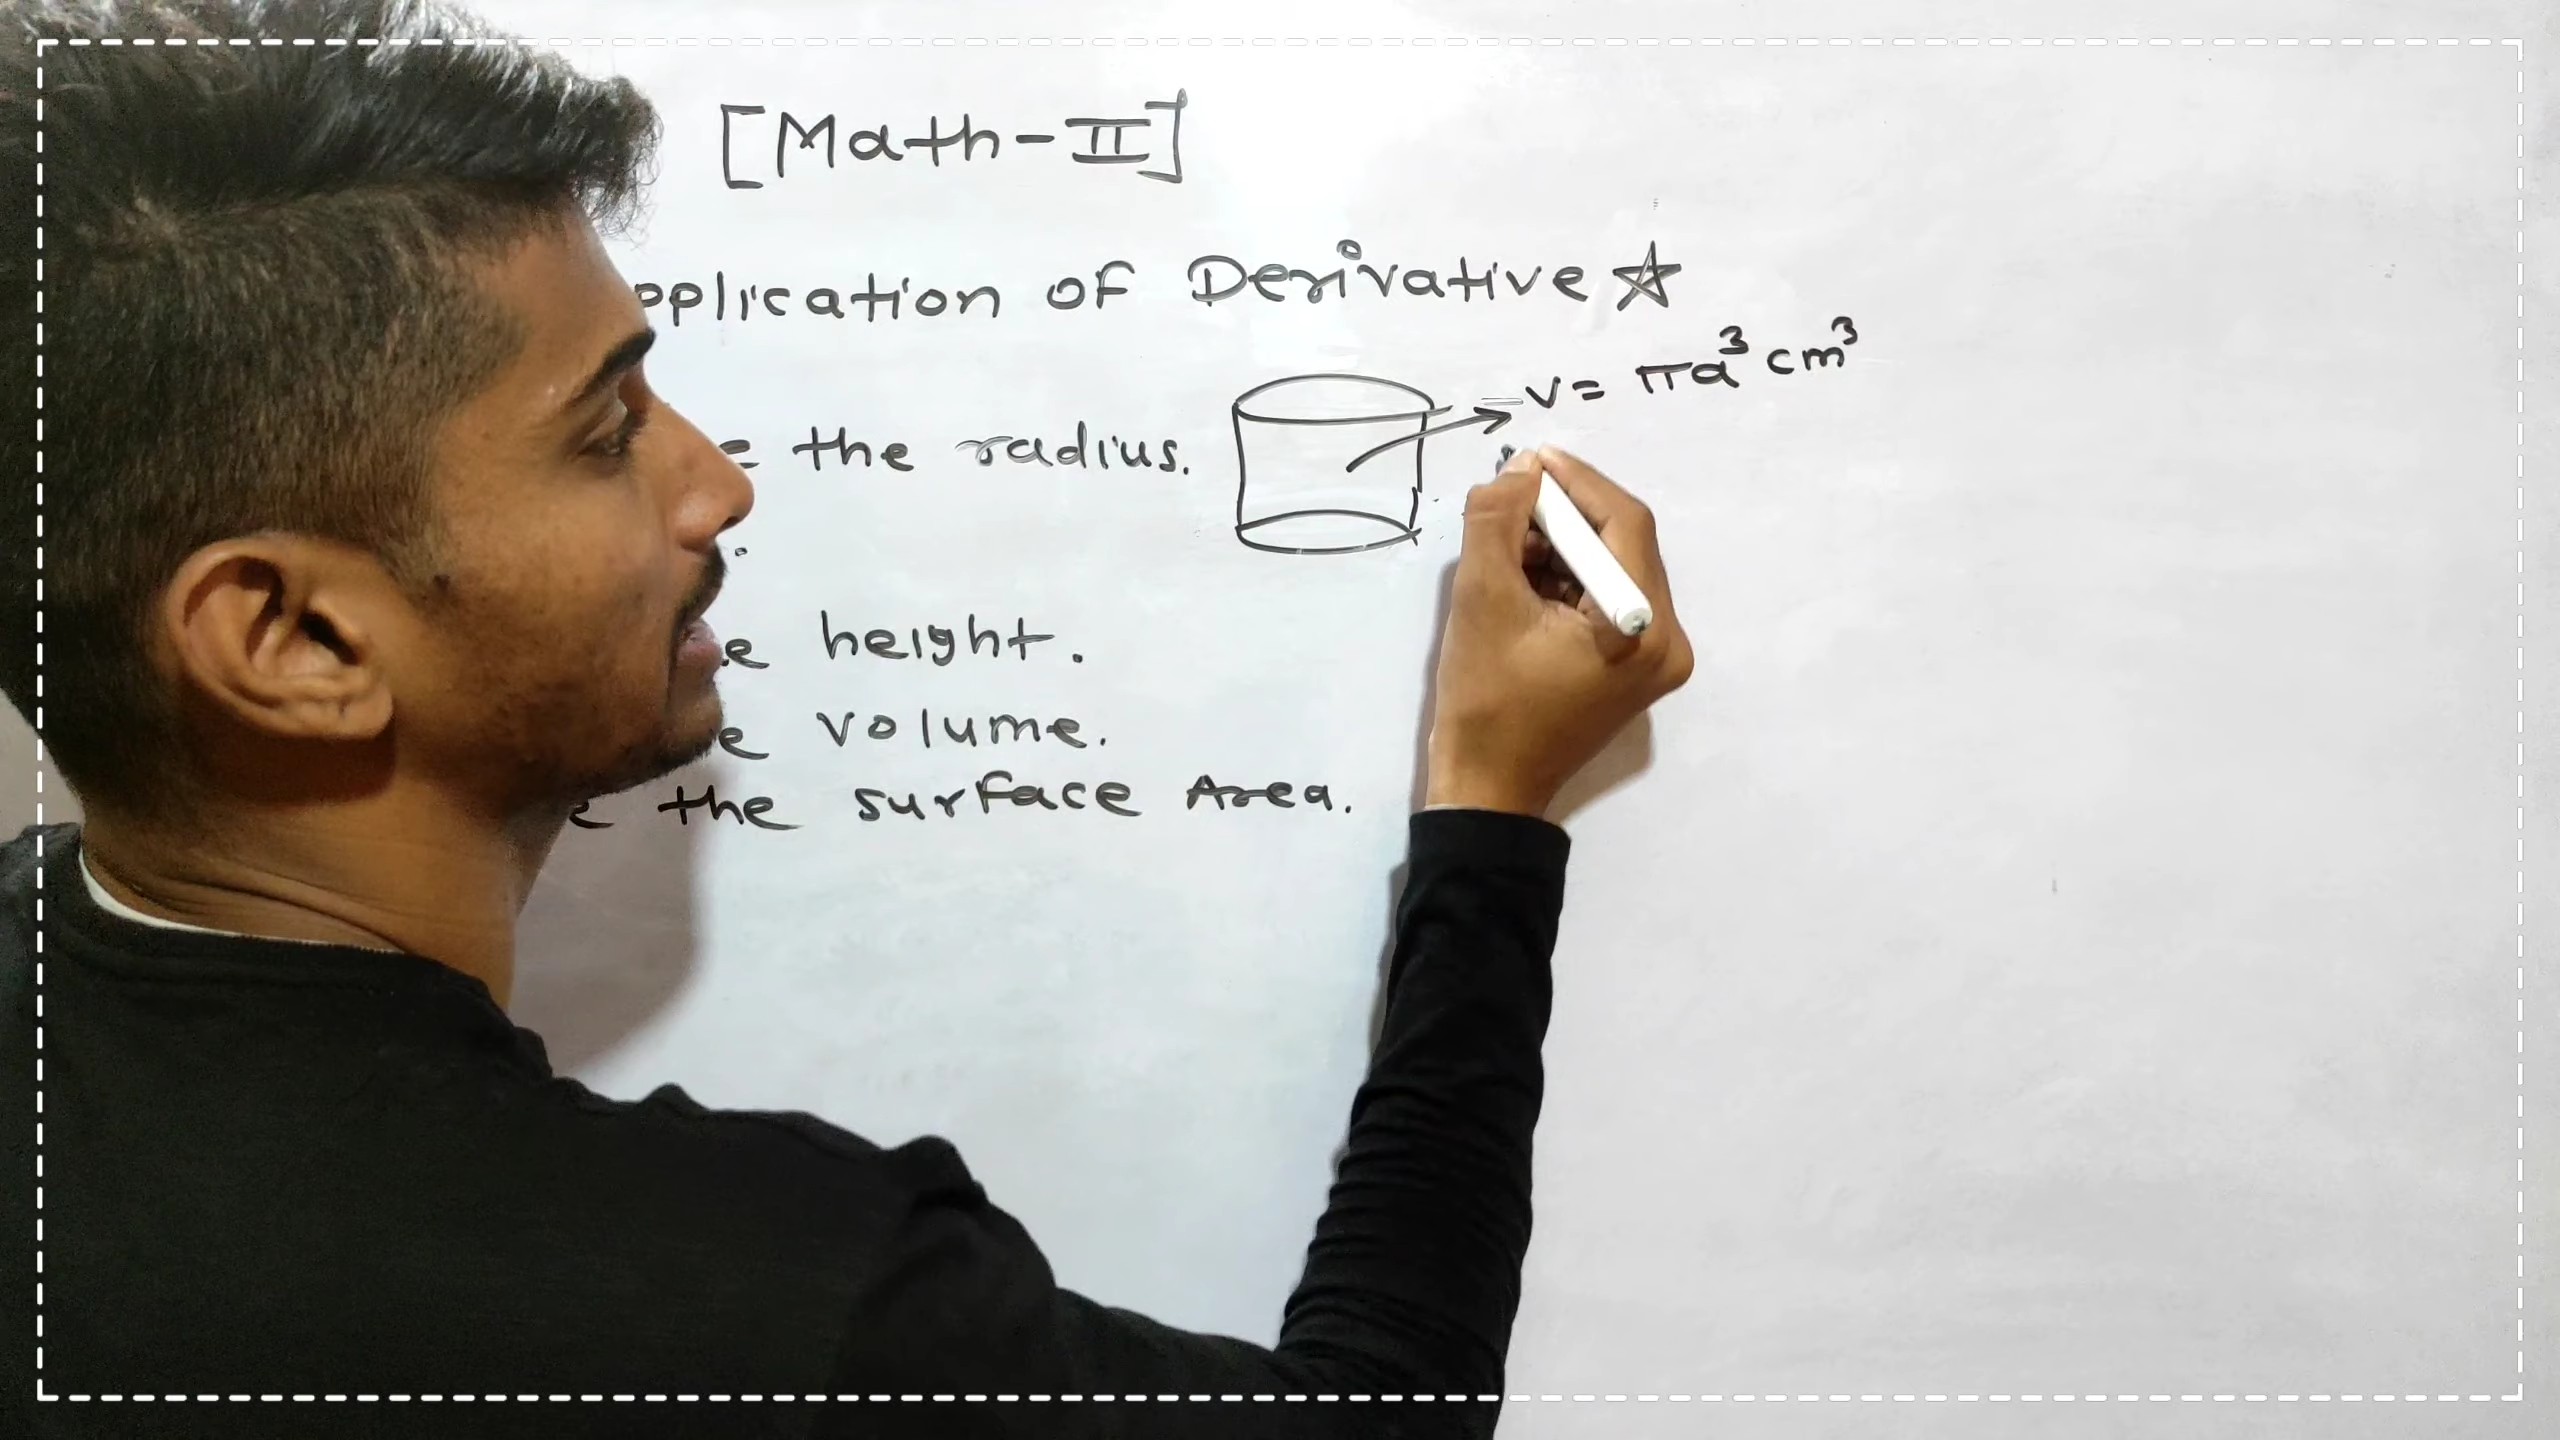 [Math-II]
pplication of Derivative ☆
V= πa³ cm³
= the radius.
:
e height.
e volume.
e the surface Area.